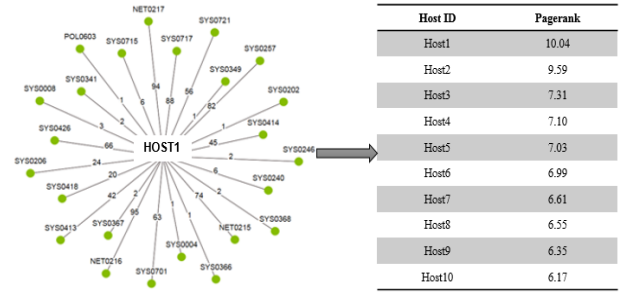 NET0217
SYS0721
POL0603
SYS0715
SYS0717
SYS0257
SYS0341
SYS0349
SYS0008
SYS0202
94
56
88
1
6
1
82
2
SYS0426
3
1
SYS0414
66
HOST1
45
SYS0246
SYS0206
24
2
20
6
SYS0240
SYS0418
42
2
74
2
95
63
1
1
SYS0413
SYS0367
NET0215
SYS0368
NET0216
SYS0701
SYS0004
SYS0366
Host ID Pagerank
Host1 10.04
Host2 9.59
Host3 7.31
Host4 7.10
Host5 7.03
Host6 6.99
Host7 6.61
Host8 6.55
Host9 6.35
Host10 6.17